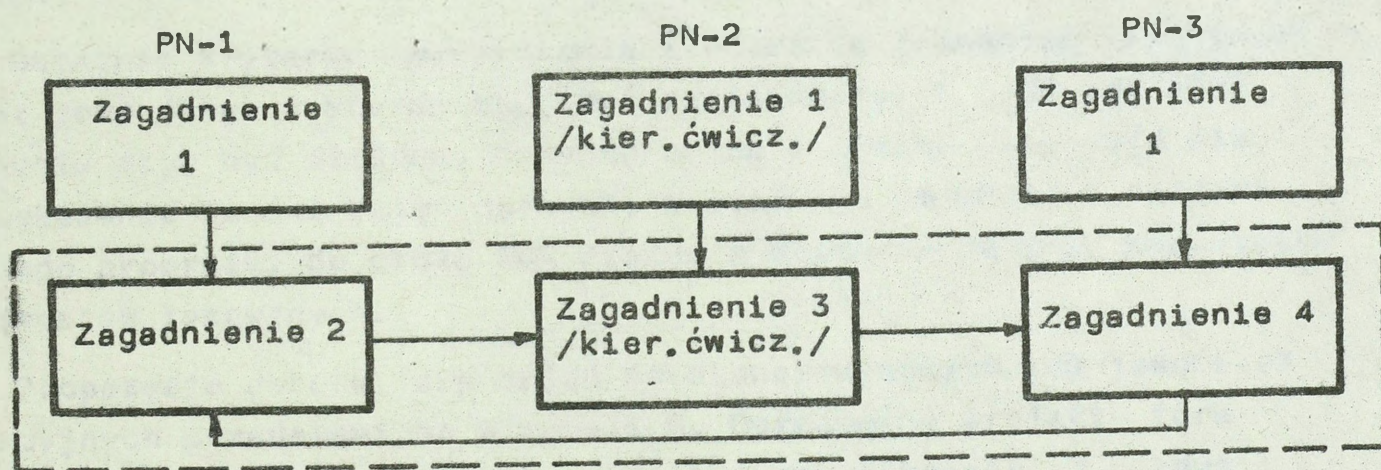 PN-1
PN-2
PN-3
Zagadnienie
1
Zagadnienie 1
/kier.ćwicz./
Zagadnienie
1
Zagadnienie 2
Zagadnienie 3
/kier.ćwicz./
Zagadnienie 4